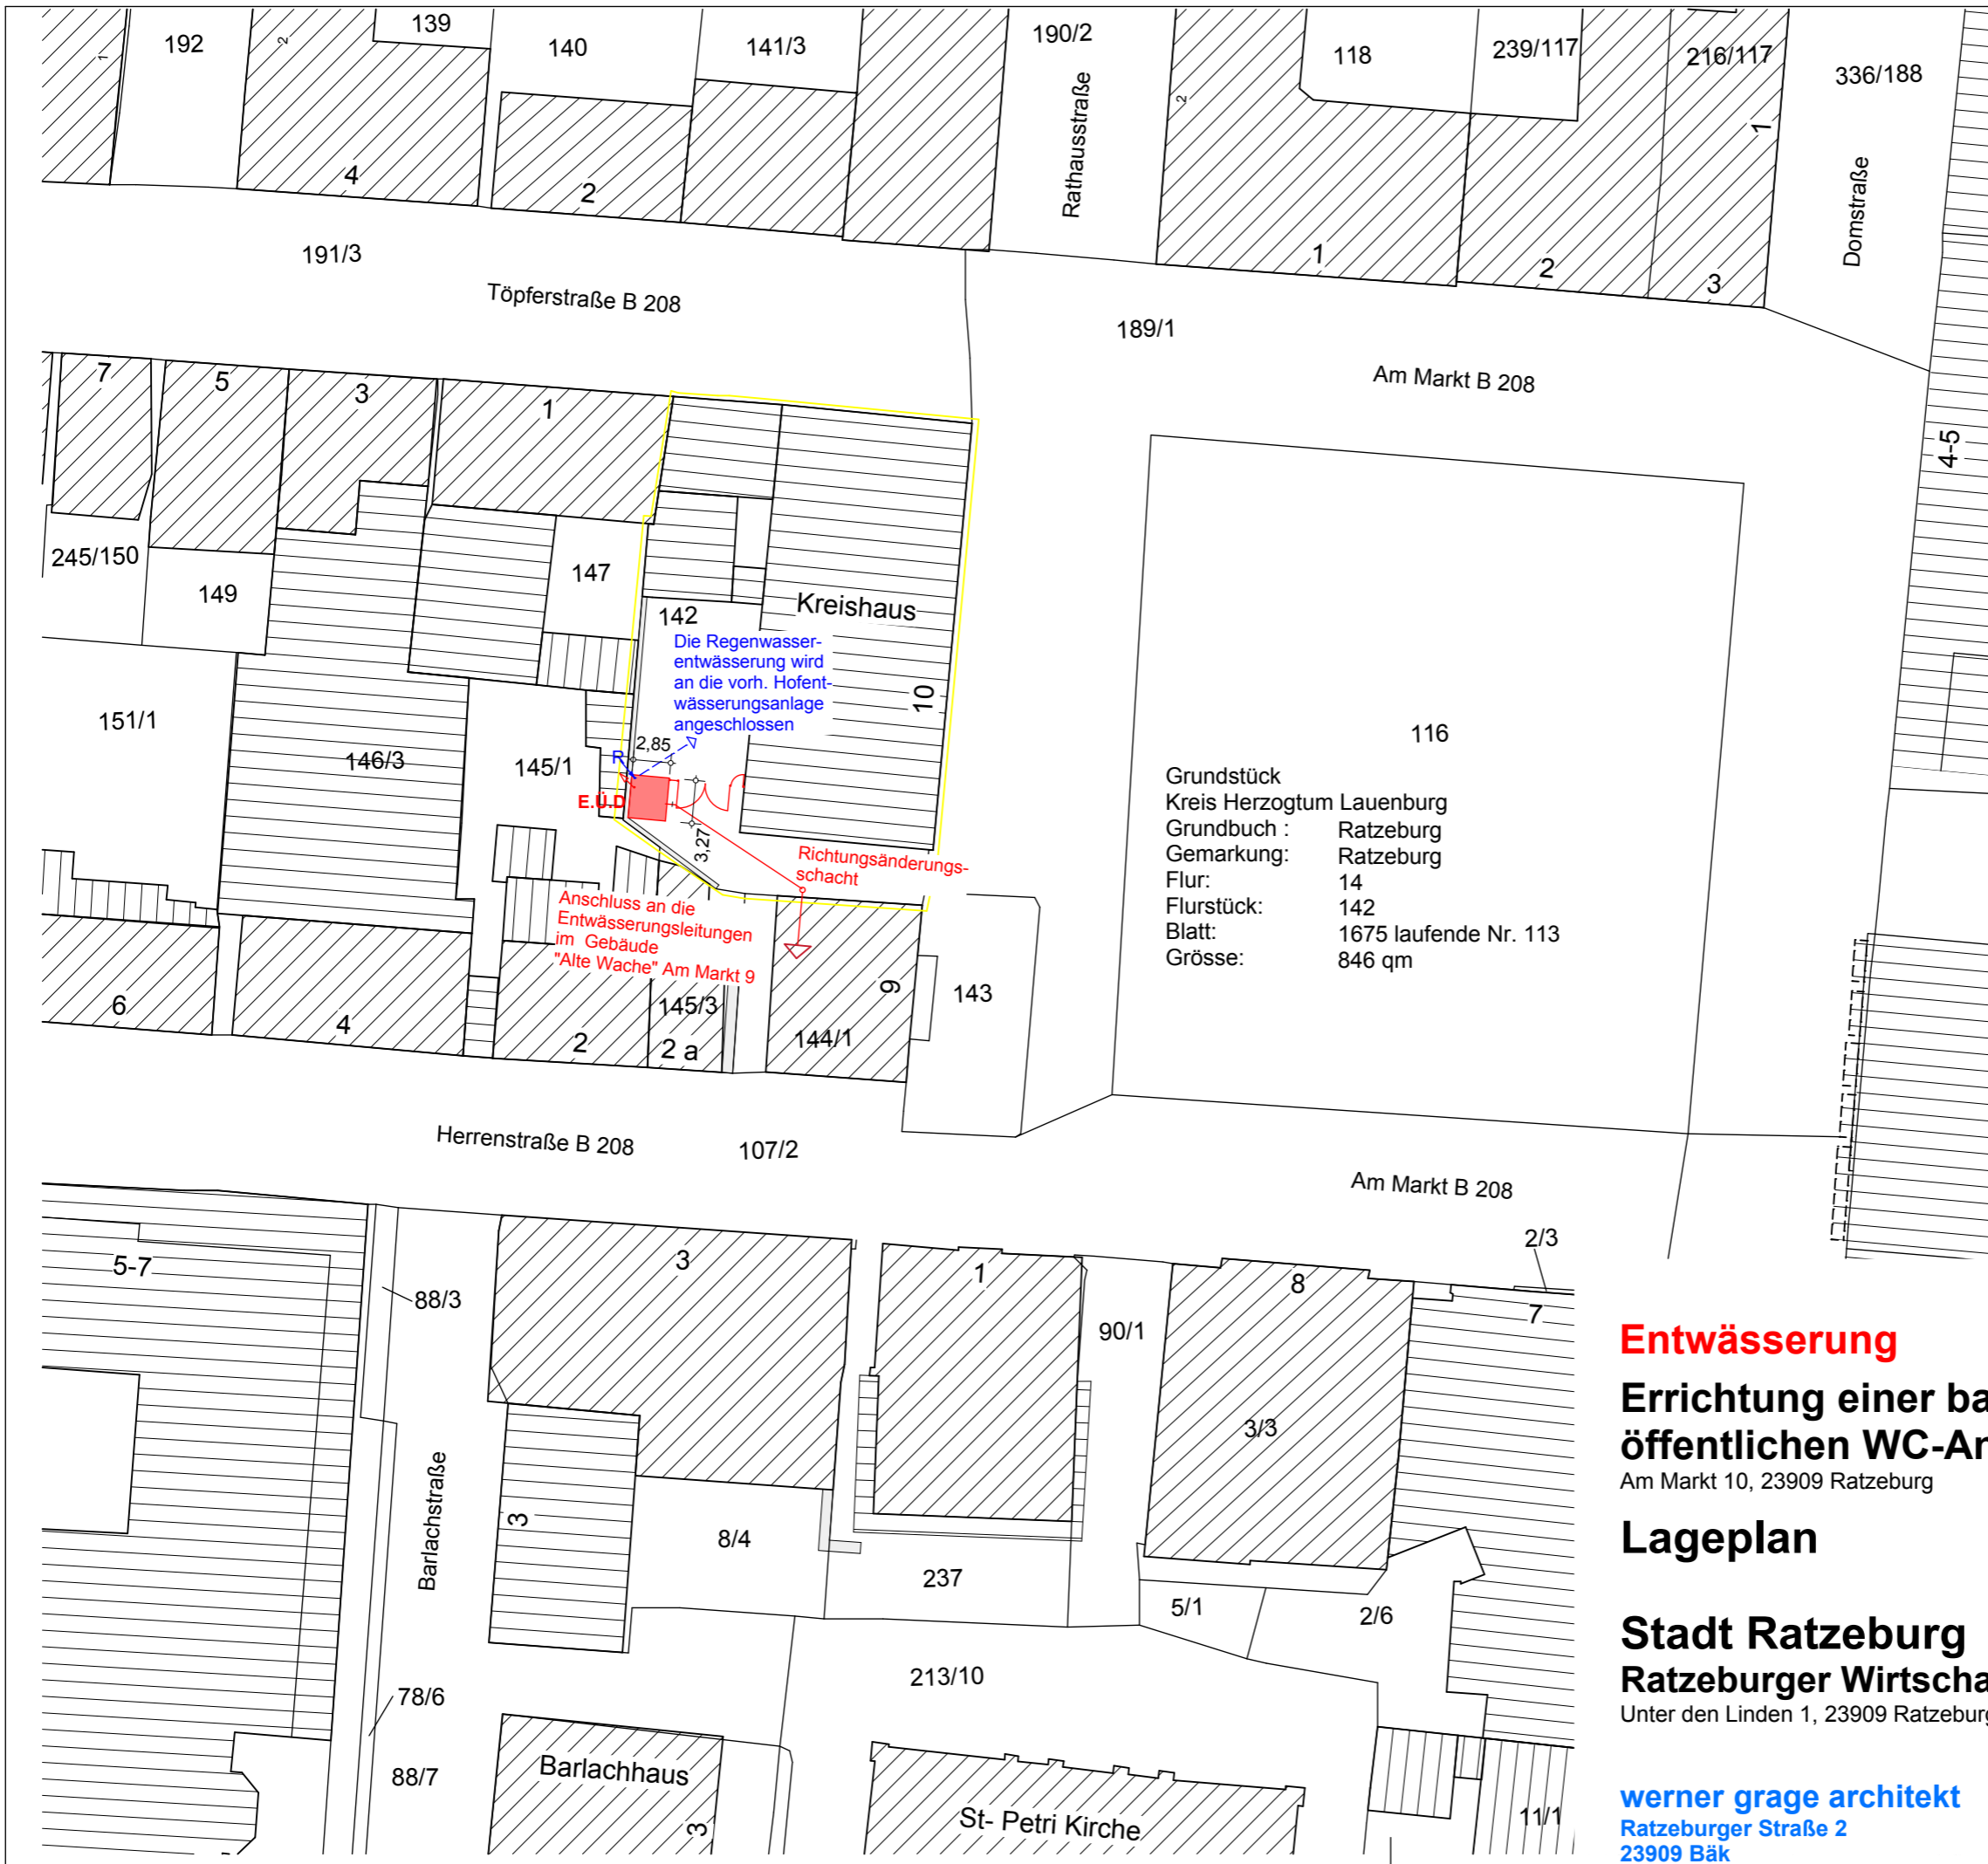 192
2
1
139
140
141/3
190/2
Rathausstraße
118
2
239/117
216/117
336/188
Domstraße
1
4
2
1
2
3
191/3
Töpferstraße B 208
189/1
Am Markt B 208
4-5
7
5
3
1
245/150
149
147
142
Kreishaus
10
Die Regenwasser-
entwässerung wird
an die vorh. Hofent-
wässerungsanlage
angeschlossen
2,85
R
E.Ü.D
3,27
151/1
146/3
145/1
Richtungsänderungs-
schacht
Anschluss an die
Entwässerungsleitungen
im Gebäude
"Alte Wache" Am Markt 9
116
Grundstück
Kreis Herzogtum Lauenburg
Grundbuch : Ratzeburg
Gemarkung: Ratzeburg
Flur: 14
Flurstück: 142
Blatt: 1675 laufende Nr. 113
Grösse: 846 qm
6
4
2
145/3
2 a
144/1
9
143
Herrenstraße B 208
107/2
Am Markt B 208
5-7
88/3
3
1
90/1
8
2/3
7
3/3
Barlachstraße
3
8/4
237
5/1
2/6
213/10
78/6
88/7
Barlachhaus
3
St- Petri Kirche
11/1
Entwässerung
Errichtung einer ba
öffentlichen WC-An
Am Markt 10, 23909 Ratzeburg
Lageplan
Stadt Ratzeburg
Ratzeburger Wirtscha
Unter den Linden 1, 23909 Ratzeburg
werner grage architekt
Ratzeburger Straße 2
23909 Bäk